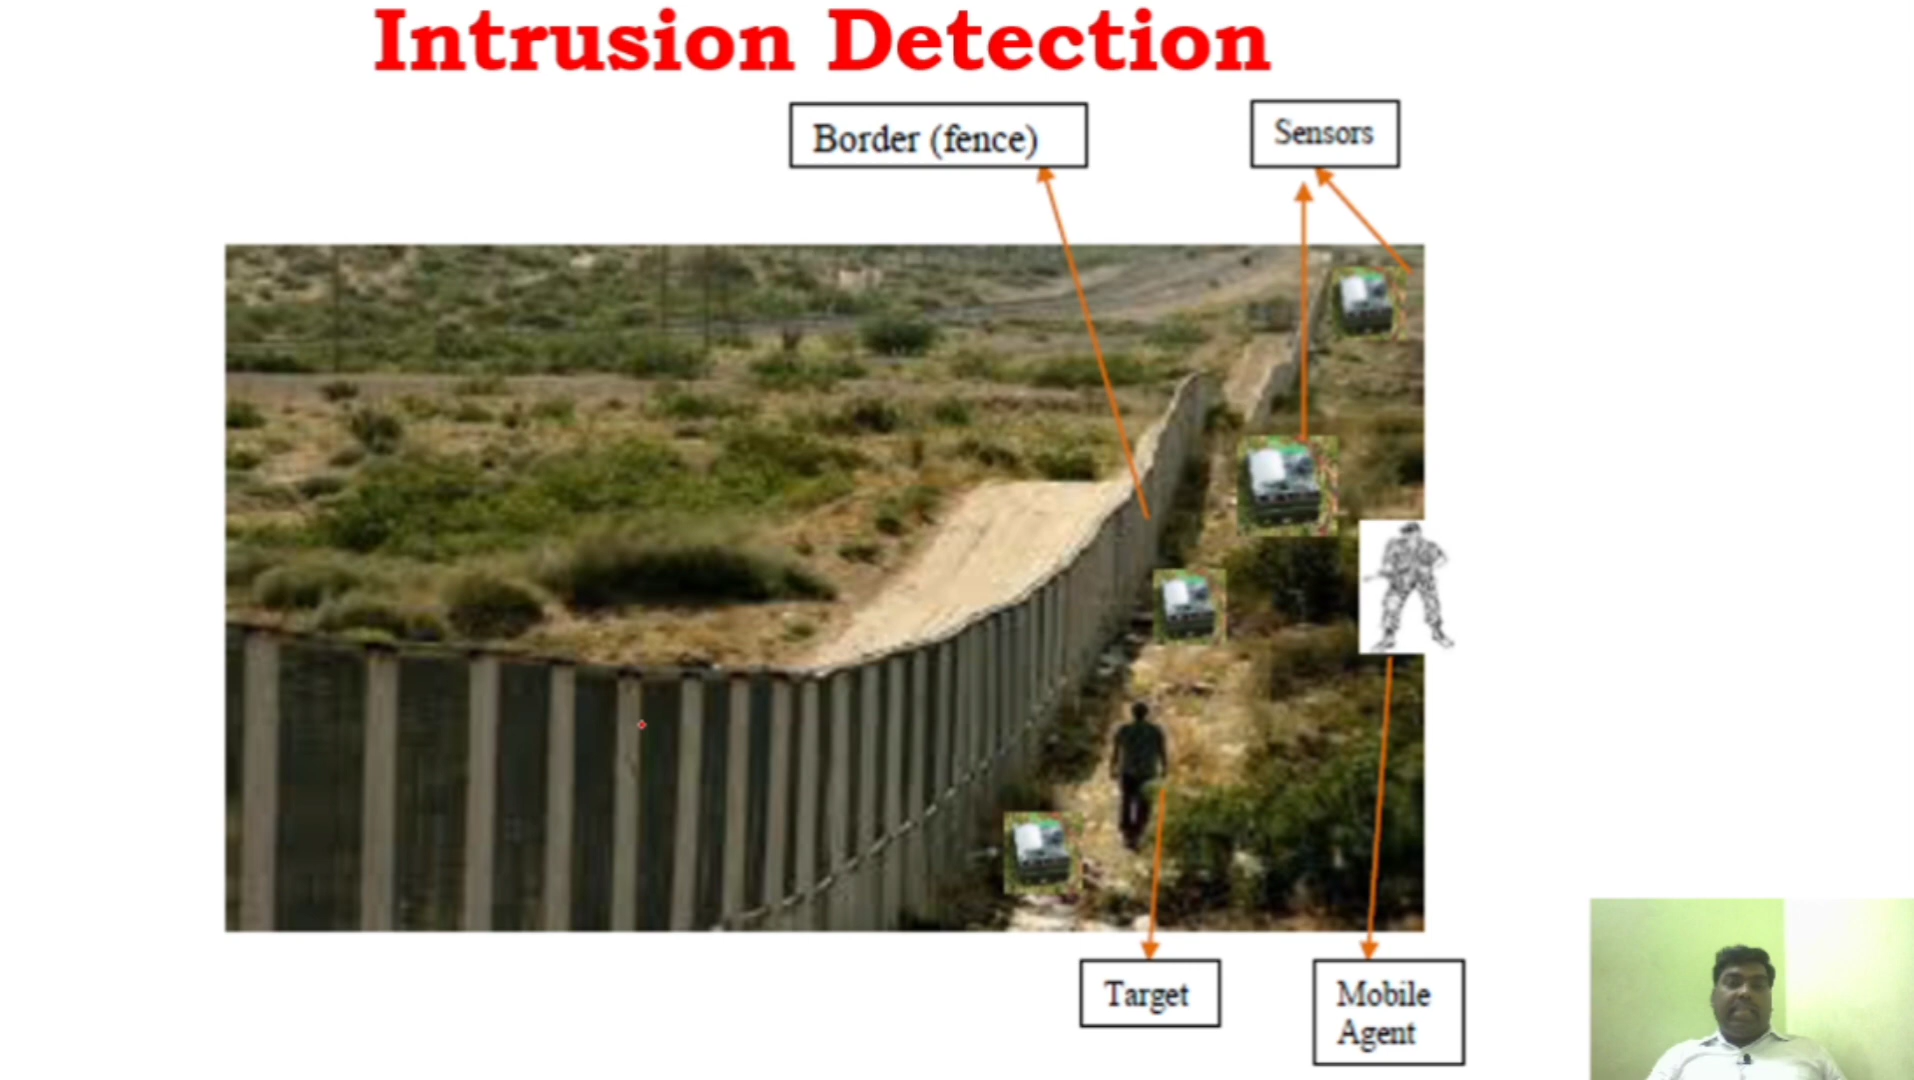 Intrusion Detection
Border (fence)
Sensors
Target
Mobile
Agent